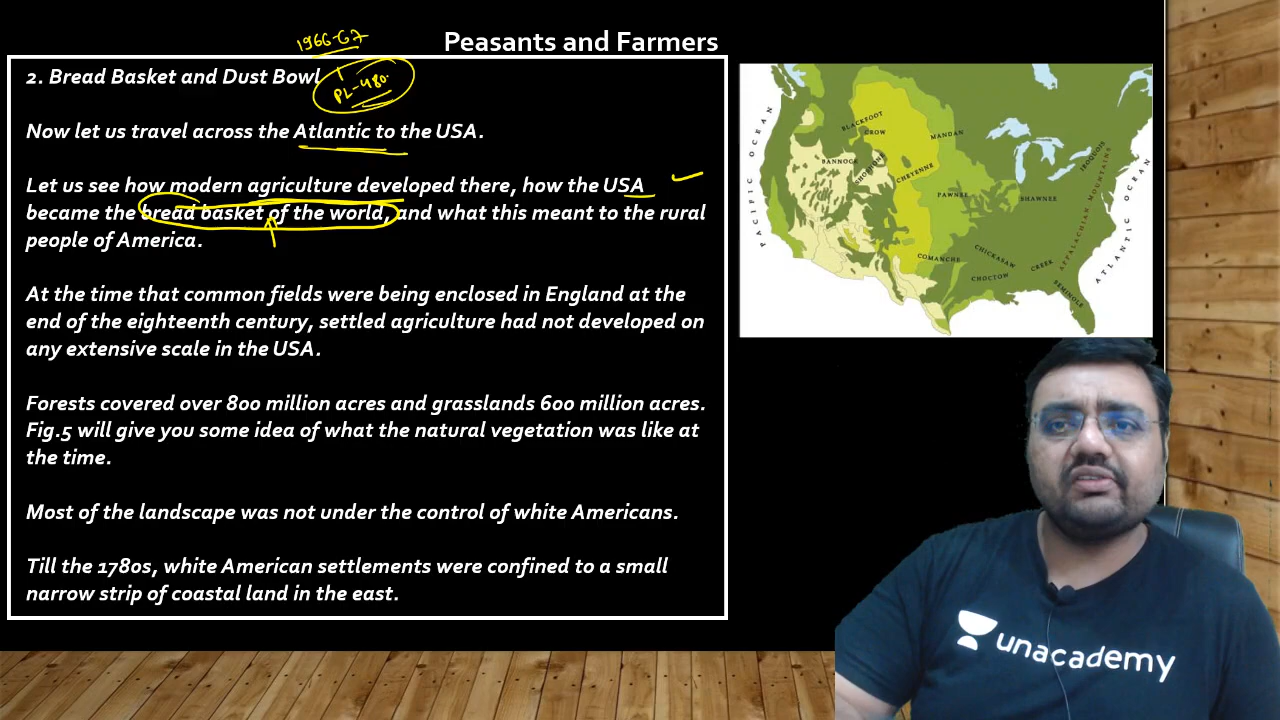 Peasants and Farmers
1966-67
PL-480.
2. Bread Basket and Dust Bowl
Now let us travel across the Atlantic to the USA.
Let us see how modern agriculture developed there, how the USA
became the bread basket of the world, and what this meant to the rural
people of America.
At the time that common fields were being enclosed in England at the
end of the eighteenth century, settled agriculture had not developed on
any extensive scale in the USA.
Forests covered over 800 million acres and grasslands 600 million acres.
Fig.5 will give you some idea of what the natural vegetation was like at
the time.
Most of the landscape was not under the control of white Americans.
Till the 1780s, white American settlements were confined to a small
narrow strip of coastal land in the east.
PACIFIC OCEAN
BLACKFOOT
CROW
MANDAN
BANNOCK
SHOSHONE
CHEYENNE
IROQUOIS
PAWNEE
SHAWNEE
APPALACHIAN MOUNTAINS
ATLANTIC OCEAN
COMANCHE
CHICKASAW
CHOCTOW
CREEK
SEMINOLE
unacademy